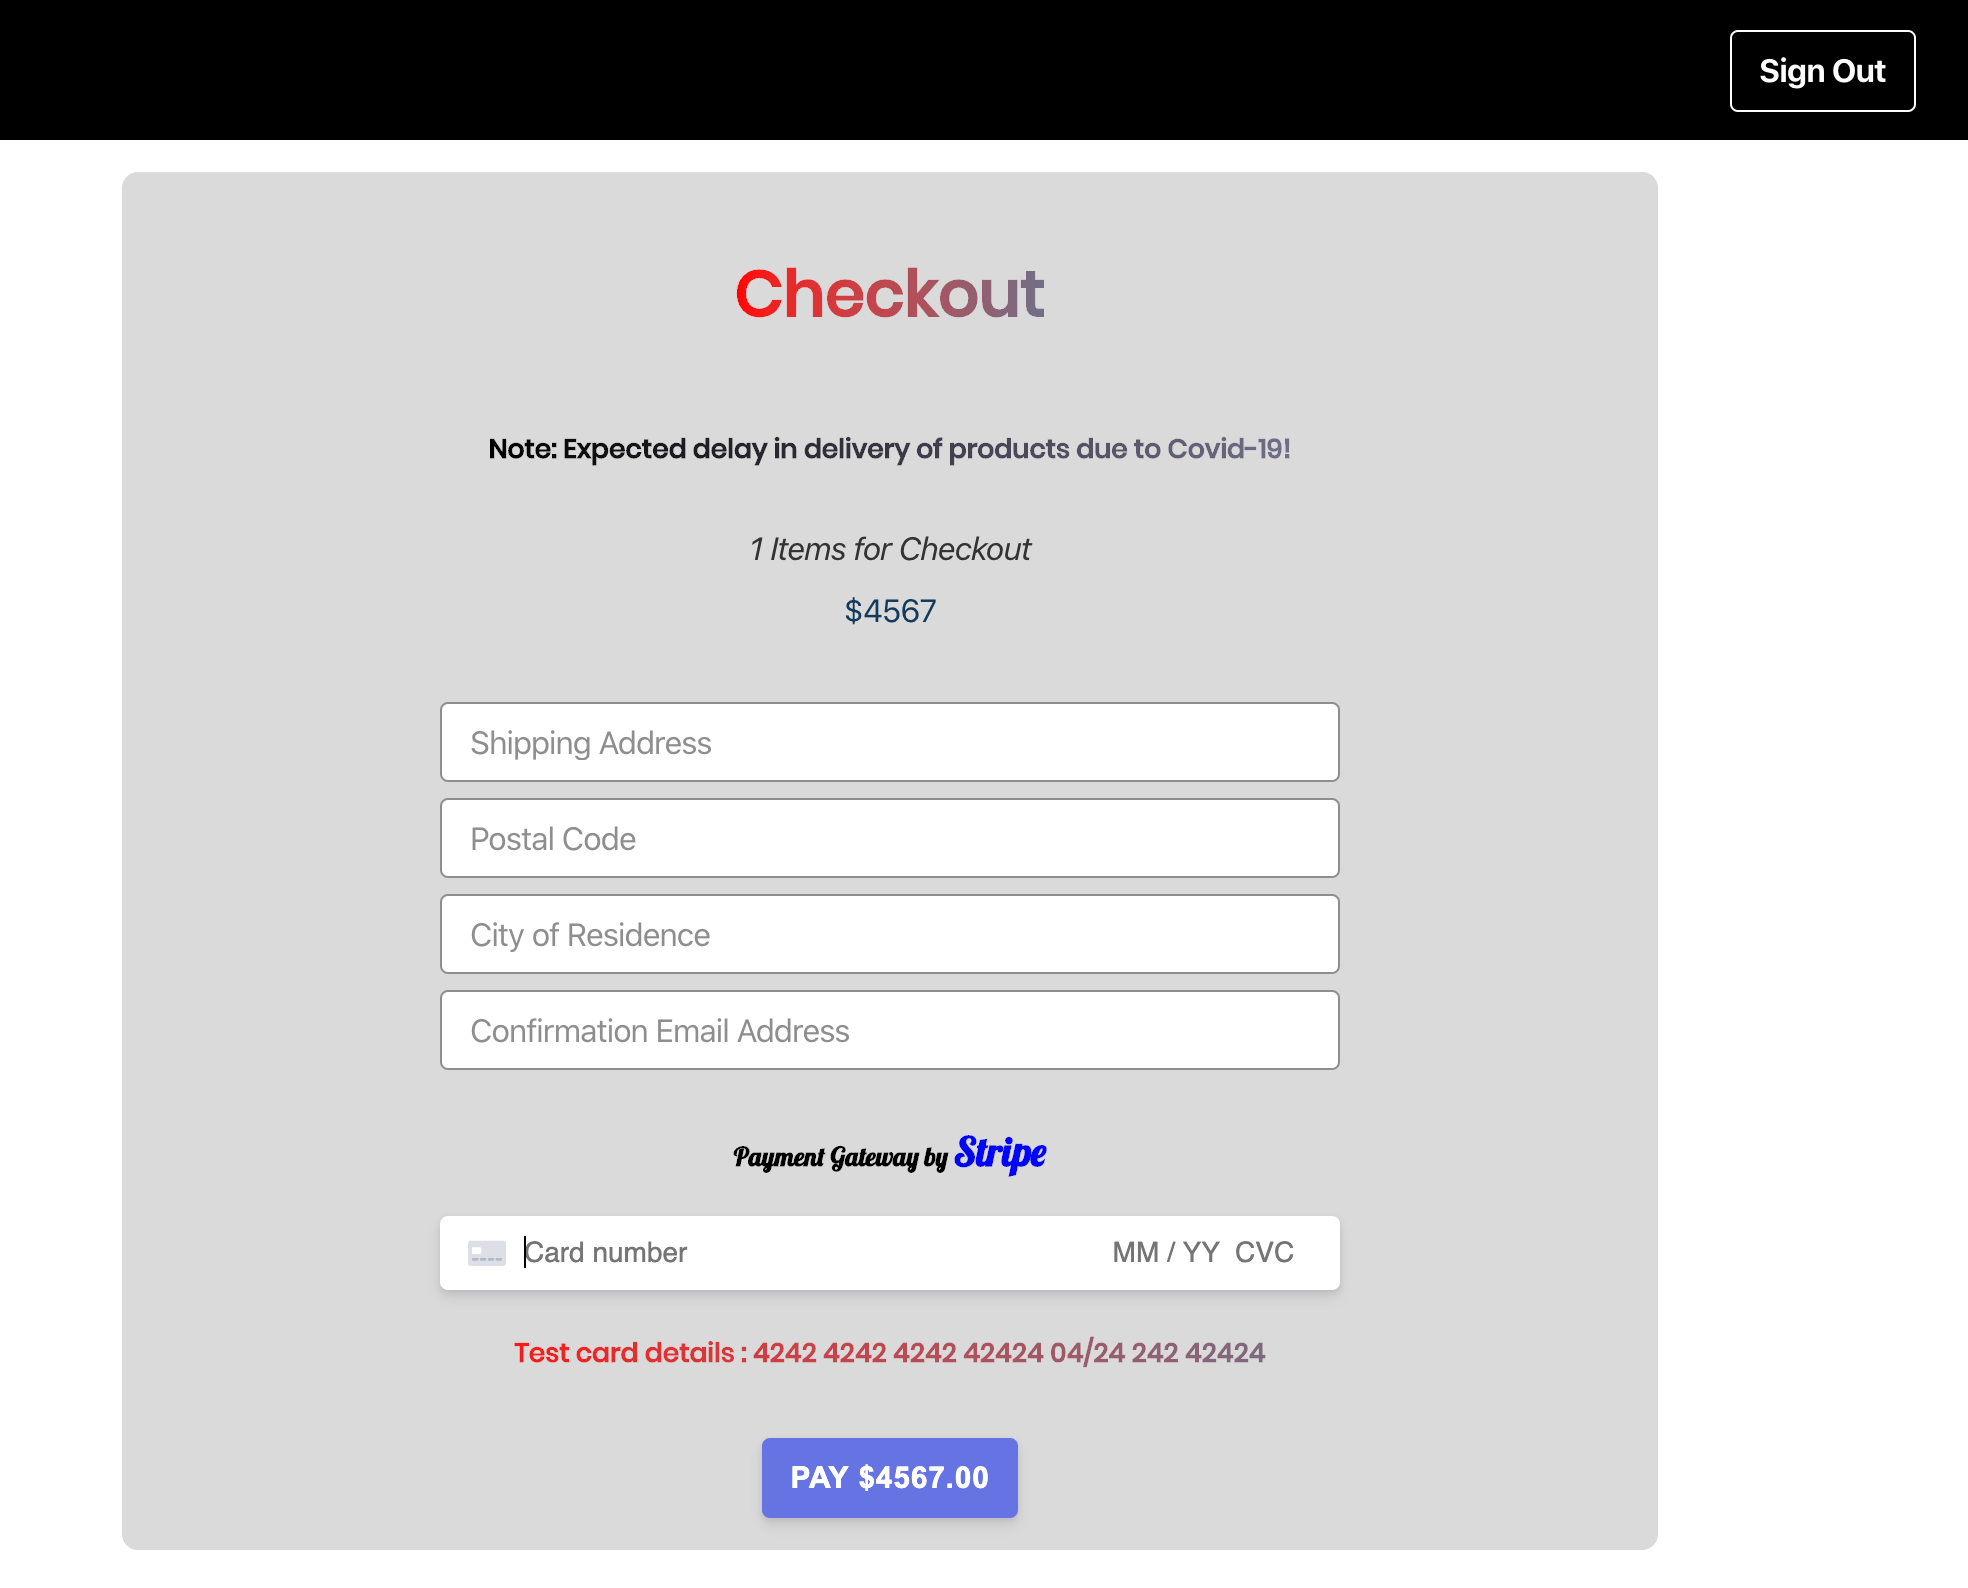 Sign Out
Checkout
Note: Expected delay in delivery of products due to Covid-19!
1 Items for Checkout
$4567
Shipping Address
Postal Code
City of Residence
Confirmation Email Address
Payment Gateway by Stripe
Card number MM / YY CVC
Test card details : 4242 4242 4242 42424 04/24 242 42424
PAY $4567.00